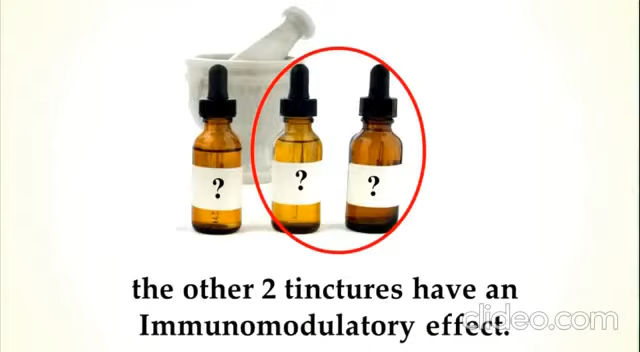 ?
?
?
the other 2 tinctures have an
Immunomodulatory effect.
clideo.com